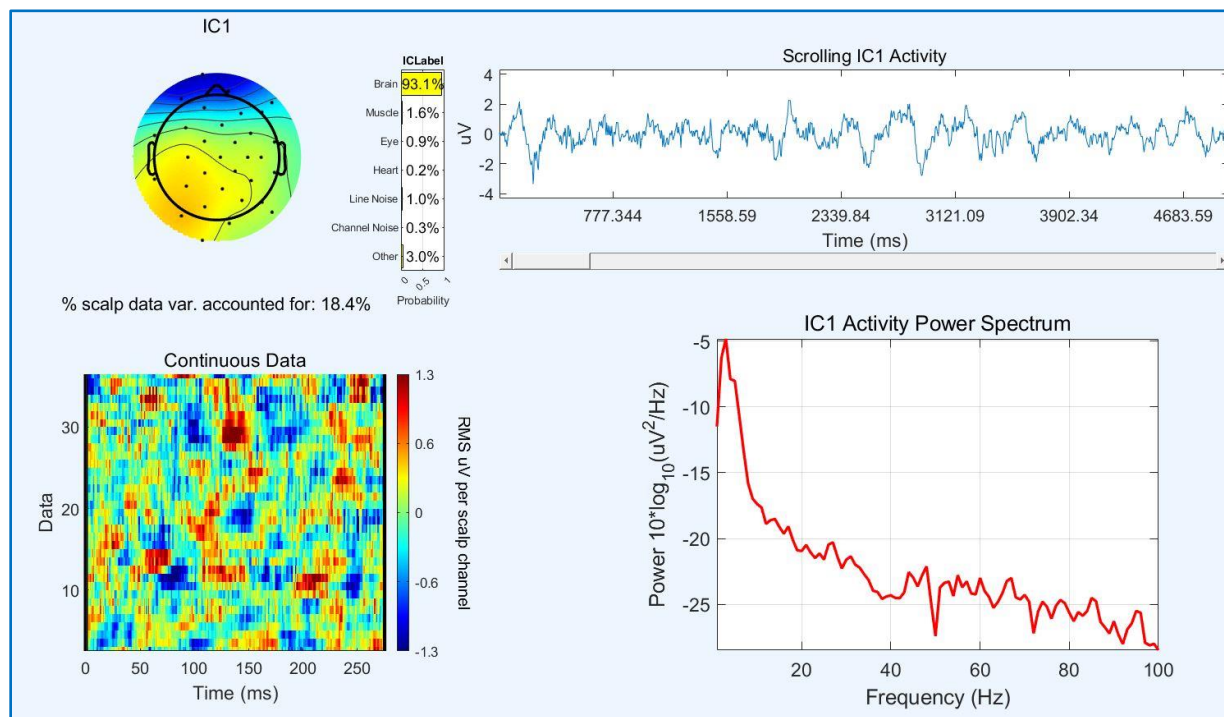 IC1
ICLabel
Brain 93.1%
Muscle 1.6%
Eye 0.9%
Heart 0.2%
Line Noise 1.0%
Channel Noise 0.3%
Other 3.0%
0 0.5 1
Probability
% scalp data var. accounted for: 18.4%
Scrolling IC1 Activity
4
2
0
-2
-4
uV
777.344 1558.59 2339.84 3121.09 3902.34 4683.59
Time (ms)
Continuous Data
30
20
10
Data
0 50 100 150 200 250
Time (ms)
1.3
0.6
0
-0.6
-1.3
RMS uV per scalp channel
IC1 Activity Power Spectrum
-5
-10
-15
-20
-25
Power 10*log10(uV2/Hz)
20 40 60 80 100
Frequency (Hz)